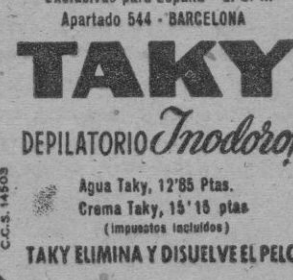 Apartado 544 - BARCELONA
TAKY
DEPILATORIO Inodoro
Agua Taky, 12'85 Ptas.
Crema Taky, 15'15 ptas
(impuestos incluídos)
TAKY ELIMINA Y DISUELVE EL PELO
C.C.S. 14503